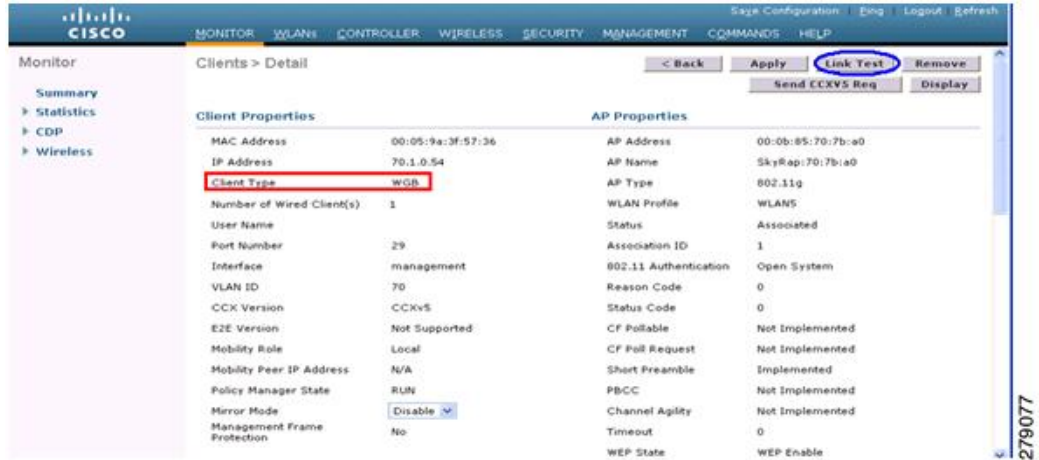 Save Configuration | Ping | Logout | Refresh
CISCO
MONITOR WLANs CONTROLLER WIRELESS SECURITY MANAGEMENT COMMANDS HELP
Monitor
Summary
Statistics
CDP
Wireless
Clients > Detail
< Back Apply Link Test Remove
Send CCXV5 Req Display
Client Properties
MAC Address 00:05:9a:3f:57:36
IP Address 70.1.0.54
Client Type WGB
Number of Wired Client(s) 1
User Name
Port Number 29
Interface management
VLAN ID 70
CCX Version CCXv5
E2E Version Not Supported
Mobility Role Local
Mobility Peer IP Address N/A
Policy Manager State RUN
Mirror Mode Disable
Management Frame
Protection No
AP Properties
AP Address 00:0b:85:70:7b:a0
AP Name SkyRap:70:7b:a0
AP Type 802.11g
WLAN Profile WLAN5
Status Associated
Association ID 1
802.11 Authentication Open System
Reason Code 0
Status Code 0
CF Pollable Not Implemented
CF Poll Request Not Implemented
Short Preamble Implemented
PBCC Not Implemented
Channel Agility Not Implemented
Timeout 0
WEP State WEP Enable
279077